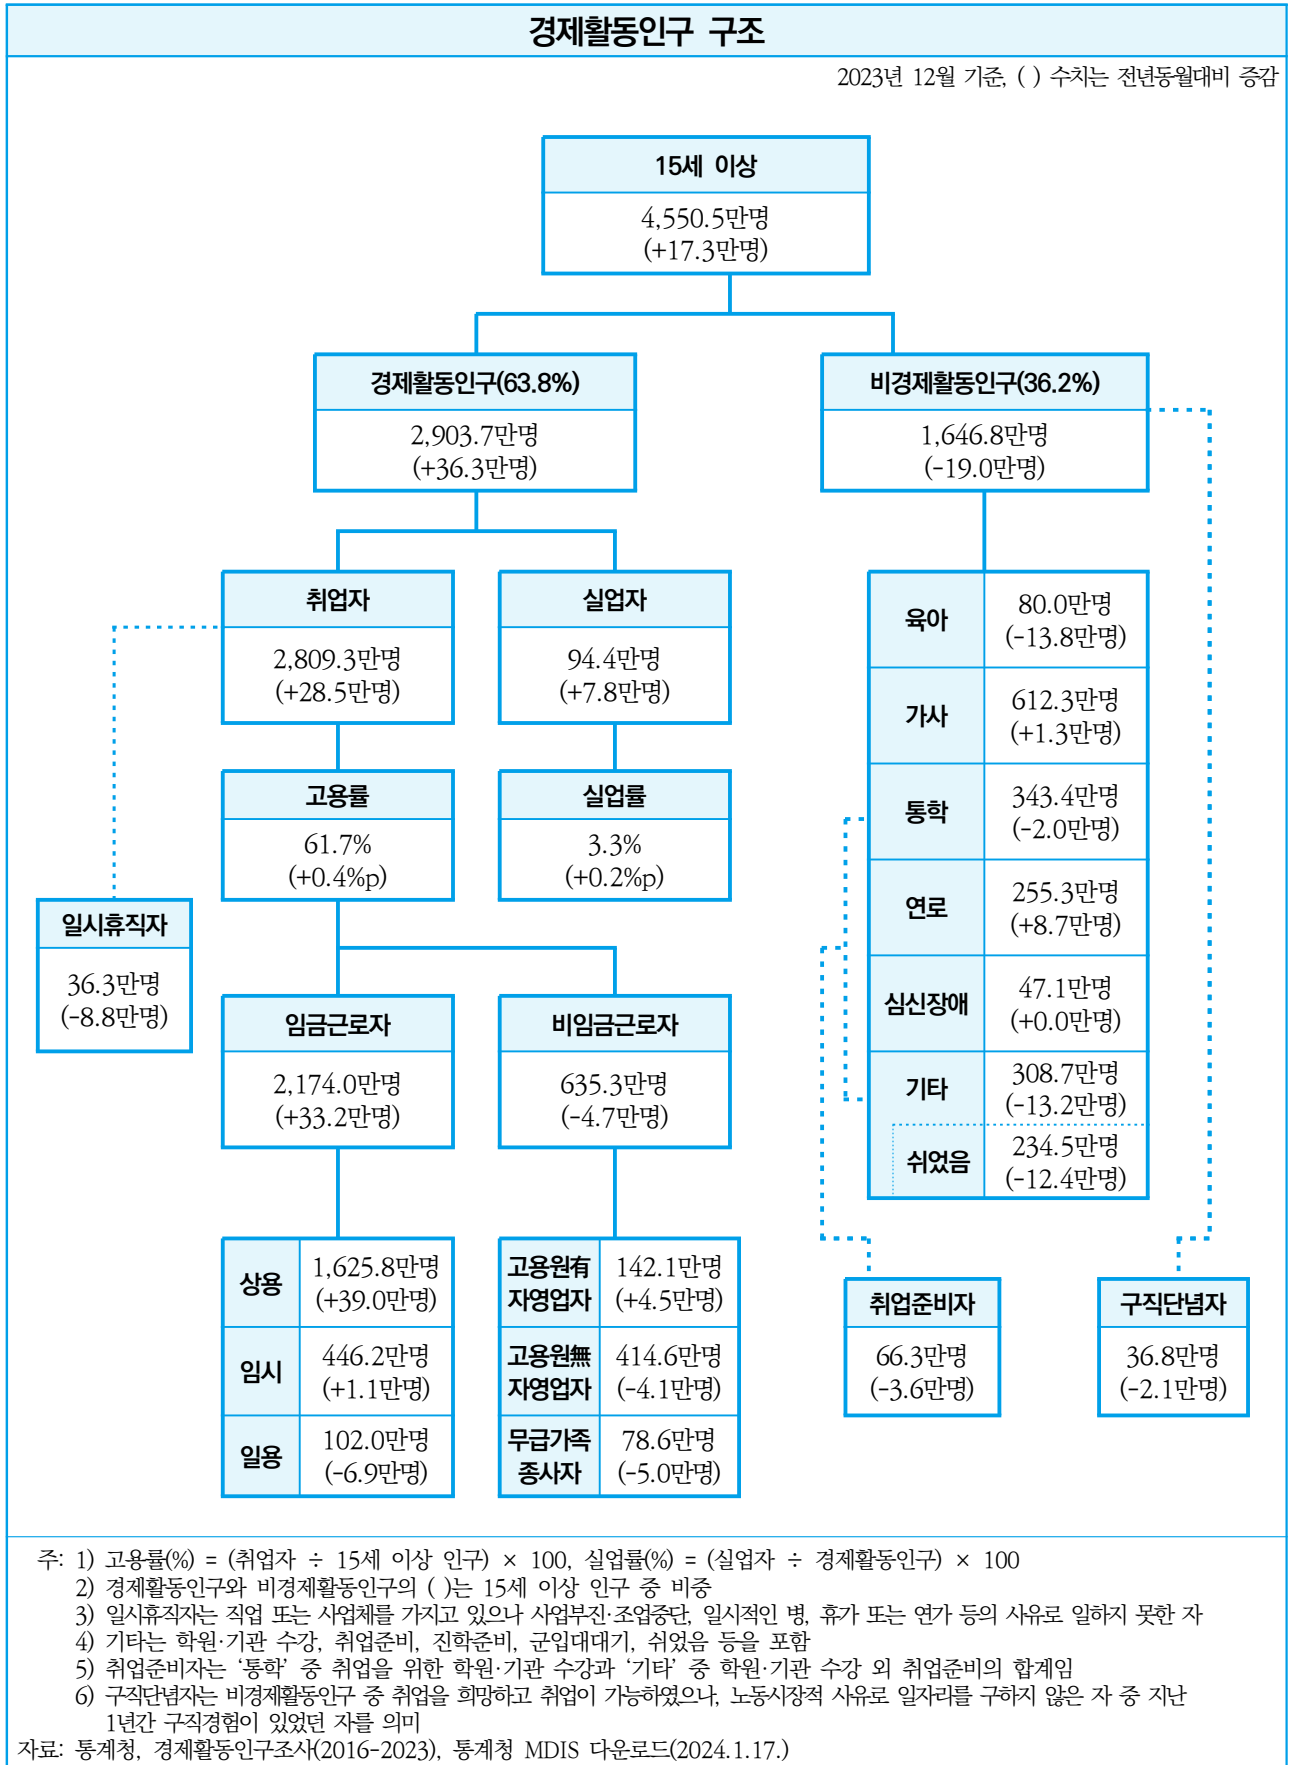 경제활동인구 구조
2023년 12월 기준, ( ) 수치는 전년동월대비 증감
15세 이상
4,550.5만명
(+17.3만명)
경제활동인구(63.8%)
2,903.7만명
(+36.3만명)
비경제활동인구(36.2%)
1,646.8만명
(-19.0만명)
취업자
2,809.3만명
(+28.5만명)
실업자
94.4만명
(+7.8만명)
고용률
61.7%
(+0.4%p)
실업률
3.3%
(+0.2%p)
일시휴직자
36.3만명
(-8.8만명)
임금근로자
2,174.0만명
(+33.2만명)
비임금근로자
635.3만명
(-4.7만명)
상용
1,625.8만명
(+39.0만명)
임시
446.2만명
(+1.1만명)
일용
102.0만명
(-6.9만명)
고용원有
자영업자
142.1만명
(+4.5만명)
고용원無
자영업자
414.6만명
(-4.1만명)
무급가족
종사자
78.6만명
(-5.0만명)
육아
80.0만명
(-13.8만명)
가사
612.3만명
(+1.3만명)
통학
343.4만명
(-2.0만명)
연로
255.3만명
(+8.7만명)
심신장애
47.1만명
(+0.0만명)
기타
308.7만명
(-13.2만명)
쉬었음
234.5만명
(-12.4만명)
취업준비자
66.3만명
(-3.6만명)
구직단념자
36.8만명
(-2.1만명)
주: 1) 고용률(%) = (취업자 ÷ 15세 이상 인구) × 100, 실업률(%) = (실업자 ÷ 경제활동인구) × 100
2) 경제활동인구와 비경제활동인구의 ( )는 15세 이상 인구 중 비중
3) 일시휴직자는 직업 또는 사업체를 가지고 있으나 사업부진·조업중단, 일시적인 병, 휴가 또는 연가 등의 사유로 일하지 못한 자
4) 기타는 학원·기관 수강, 취업준비, 진학준비, 군입대대기, 쉬었음 등을 포함
5) 취업준비자는 ‘통학’ 중 취업을 위한 학원·기관 수강과 ‘기타’ 중 학원·기관 수강 외 취업준비의 합계임
6) 구직단념자는 비경제활동인구 중 취업을 희망하고 취업이 가능하였으나, 노동시장적 사유로 일자리를 구하지 않은 자 중 지난
1년간 구직경험이 있었던 자를 의미
자료: 통계청, 경제활동인구조사(2016-2023), 통계청 MDIS 다운로드(2024.1.17.)